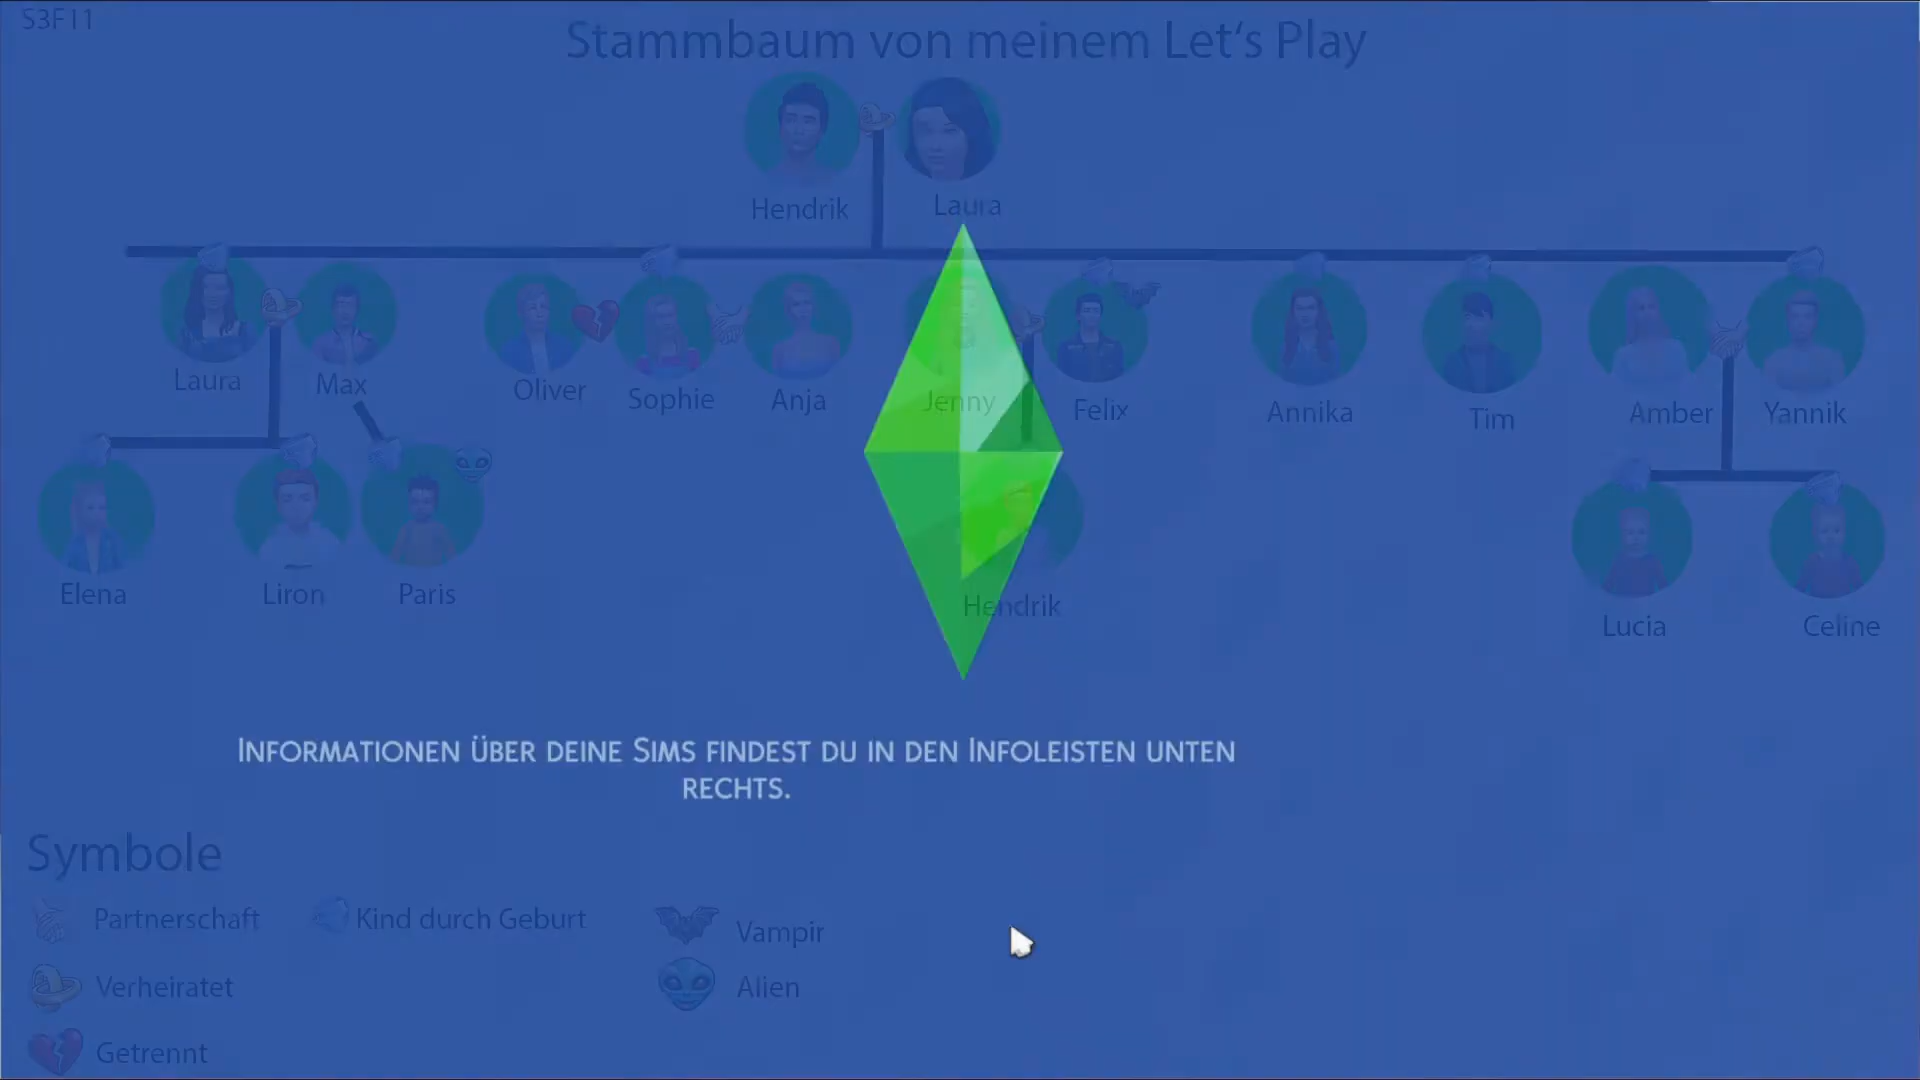 S3F11
Stammbaum von meinem Let‘s Play
Hendrik
Laura
Laura
Max
Oliver
Sophie
Anja
Jenny
Felix
Annika
Tim
Amber
Yannik
Elena
Liron
Paris
Hendrik
Lucia
Celine
INFORMATIONEN ÜBER DEINE SIMS FINDEST DU IN DEN INFOLEISTEN UNTEN
RECHTS.
Symbole
Partnerschaft
Kind durch Geburt
Vampir
Verheiratet
Alien
Getrennt